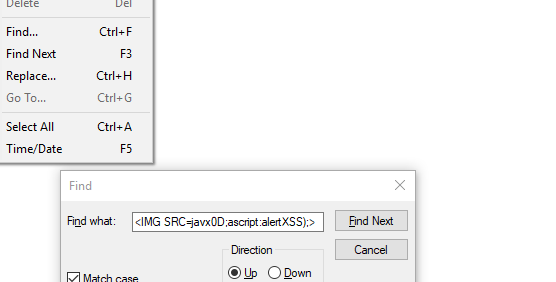 Delete Del
Find... Ctrl+F
Find Next F3
Replace... Ctrl+H
Go To... Ctrl+G
Select All Ctrl+A
Time/Date F5
Find
Find what: <IMG SRC=javx0D;ascript:alertXSS);> Find Next
Cancel
Direction
Match case Up Down